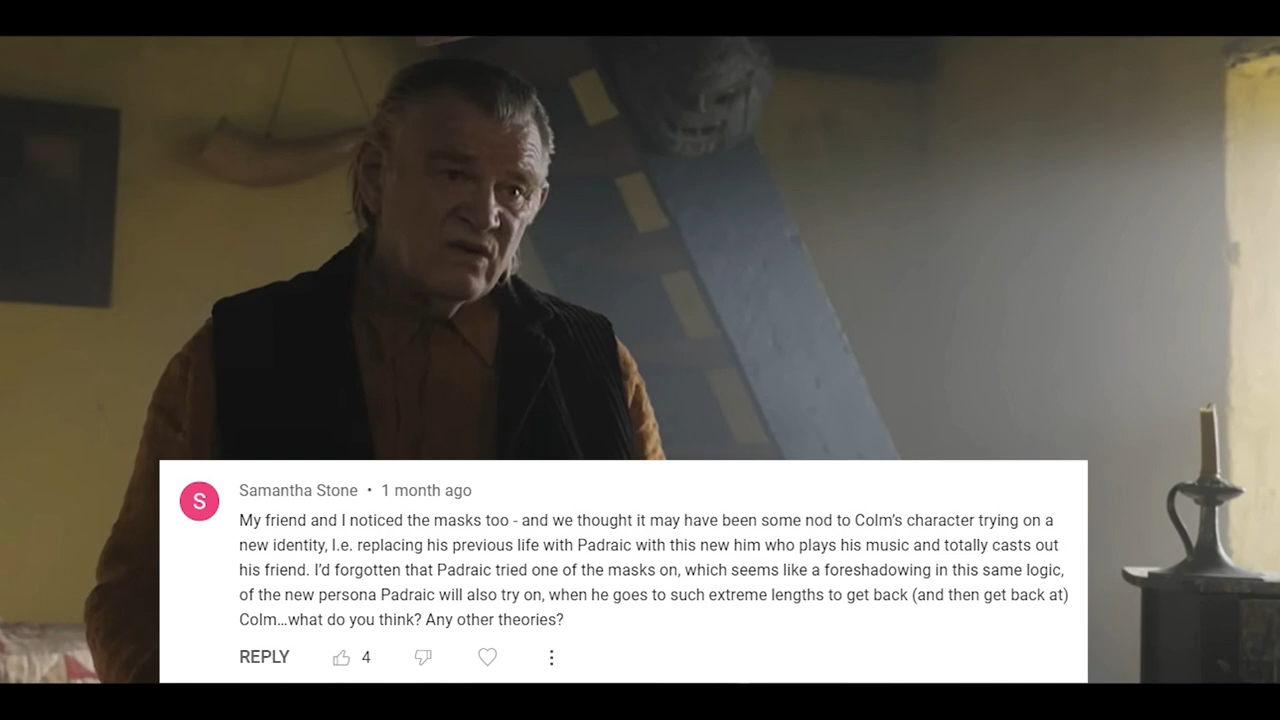 S
Samantha Stone • 1 month ago
My friend and I noticed the masks too - and we thought it may have been some nod to Colm's character trying on a
new identity, I.e. replacing his previous life with Padraic with this new him who plays his music and totally casts out
his friend. I'd forgotten that Padraic tried one of the masks on, which seems like a foreshadowing in this same logic,
of the new persona Padraic will also try on, when he goes to such extreme lengths to get back (and then get back at)
Colm...what do you think? Any other theories?
REPLY 4